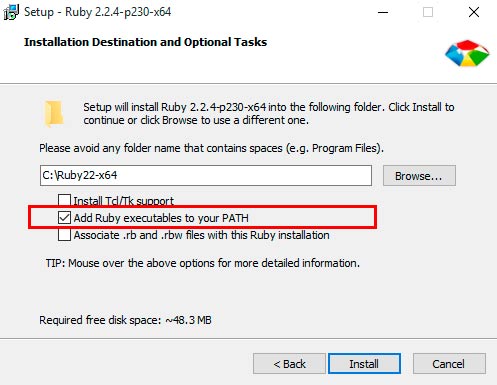 Setup - Ruby 2.2.4-p230-x64
Installation Destination and Optional Tasks
Setup will install Ruby 2.2.4-p230-x64 into the following folder. Click Install to
continue or click Browse to use a different one.
Please avoid any folder name that contains spaces (e.g. Program Files).
C:\Ruby22-x64
Browse...
Install Tcl/Tk support
Add Ruby executables to your PATH
Associate .rb and .rbw files with this Ruby installation
TIP: Mouse over the above options for more detailed information.
Required free disk space: ~48.3 MB
< Back
Install
Cancel